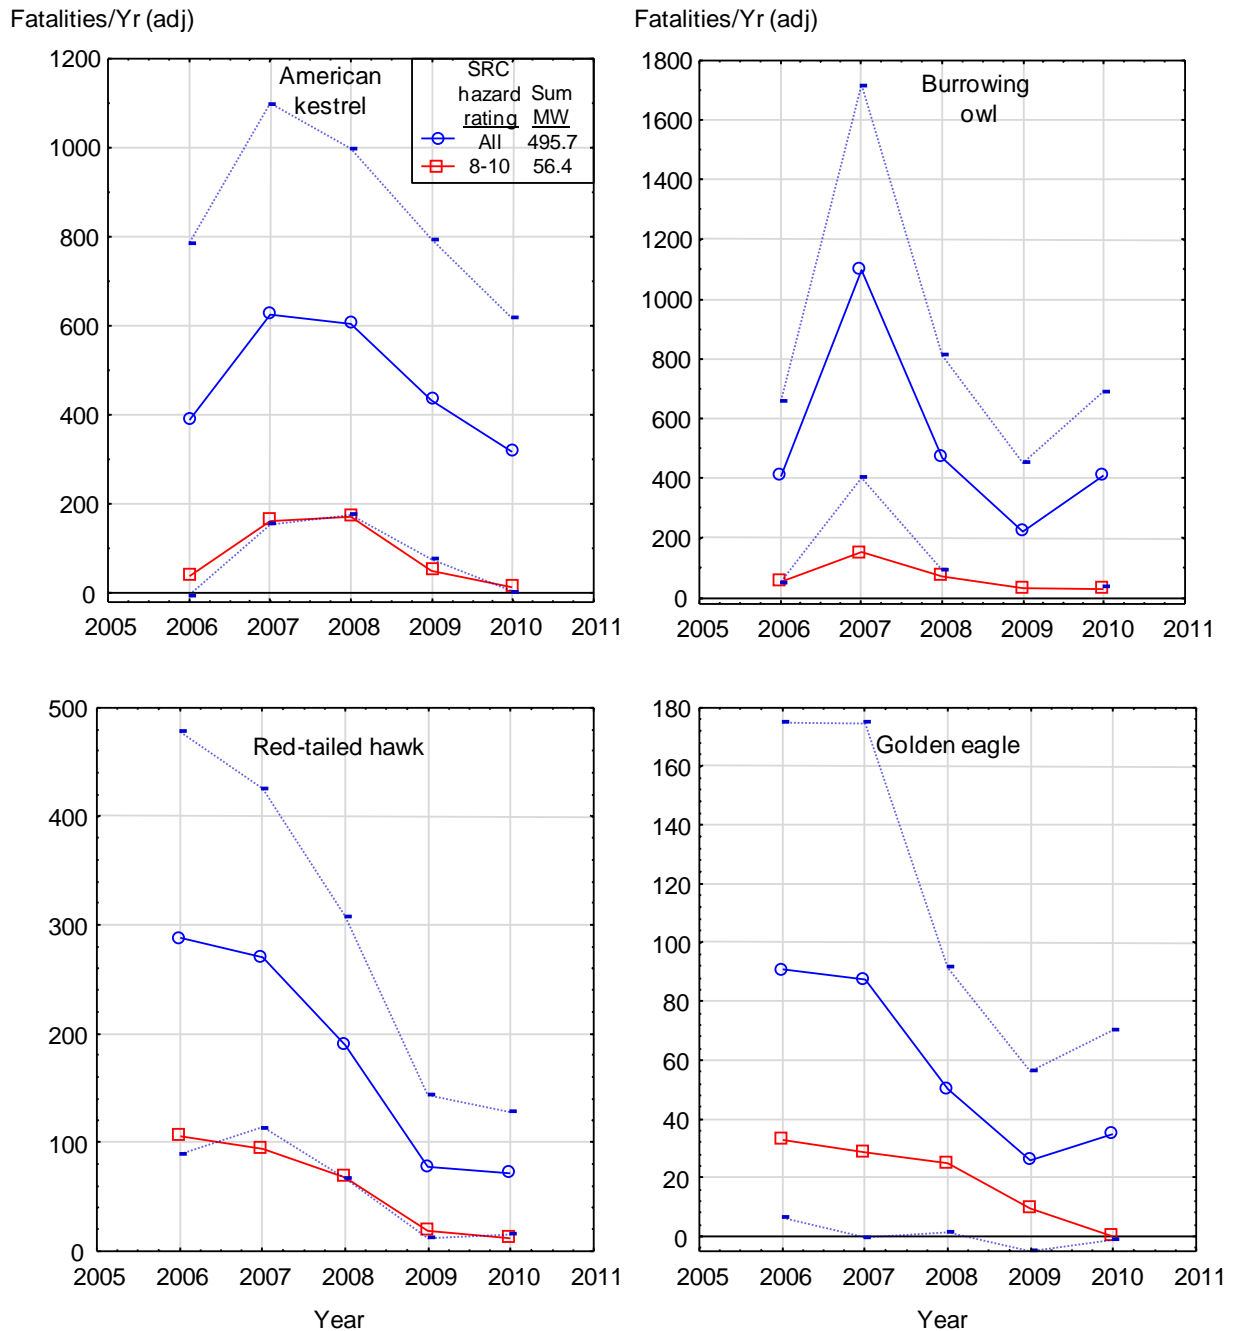 Fatalities/Yr (adj)
Fatalities/Yr (adj)
1200
1000
800
600
400
200
0
American
kestrel
SRC
hazard Sum
rating MW
All 495.7
8-10 56.4
2005 2006 2007 2008 2009 2010 2011
1800
1600
1400
1200
1000
800
600
400
200
0
Burrowing
owl
2005 2006 2007 2008 2009 2010 2011
500
400
300
200
100
0
Red-tailed hawk
2005 2006 2007 2008 2009 2010 2011
Year
180
160
140
120
100
80
60
40
20
0
Golden eagle
2005 2006 2007 2008 2009 2010 2011
Year